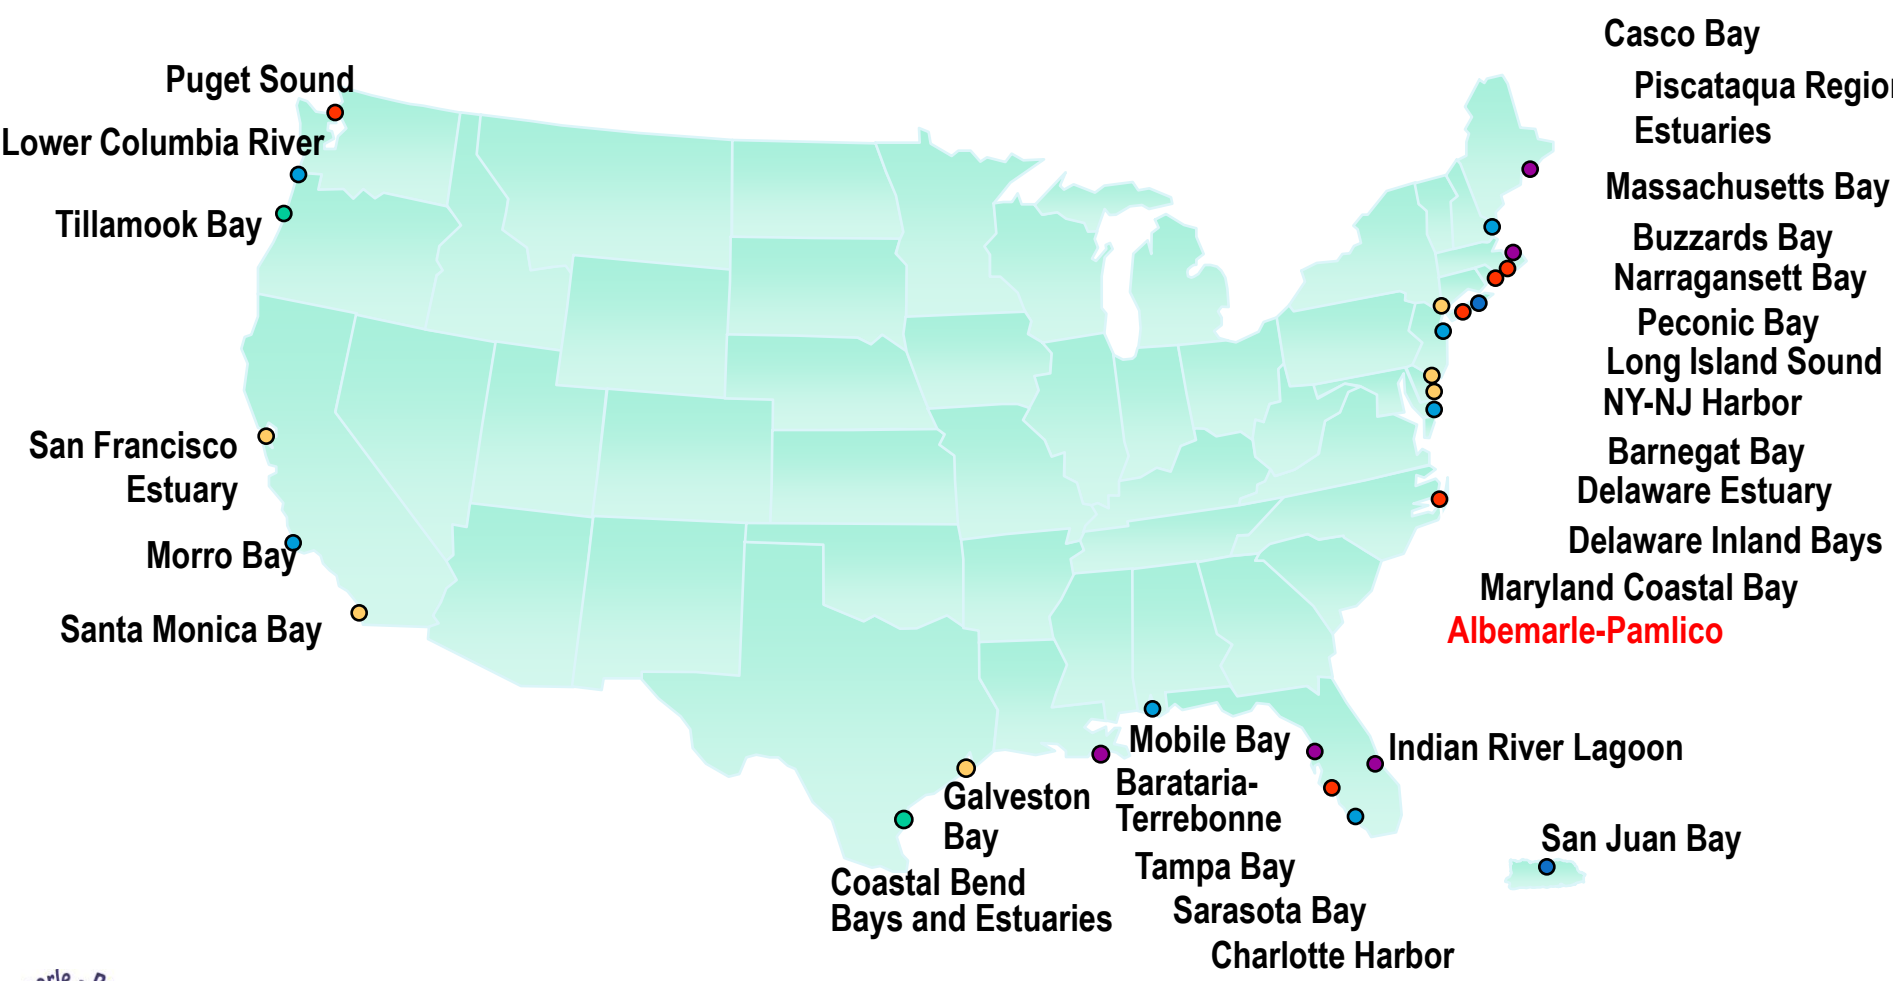 Casco Bay
Puget Sound
Piscataqua Region
Estuaries
Lower Columbia River
Massachusetts Bay
Tillamook Bay
Buzzards Bay
Narragansett Bay
Peconic Bay
Long Island Sound
NY-NJ Harbor
San Francisco
Estuary
Barnegat Bay
Delaware Estuary
Morro Bay
Delaware Inland Bays
Maryland Coastal Bay
Santa Monica Bay
Albemarle-Pamlico
Mobile Bay
Indian River Lagoon
Barataria-
Terrebonne
Galveston
Bay
San Juan Bay
Tampa Bay
Coastal Bend
Bays and Estuaries
Sarasota Bay
Charlotte Harbor